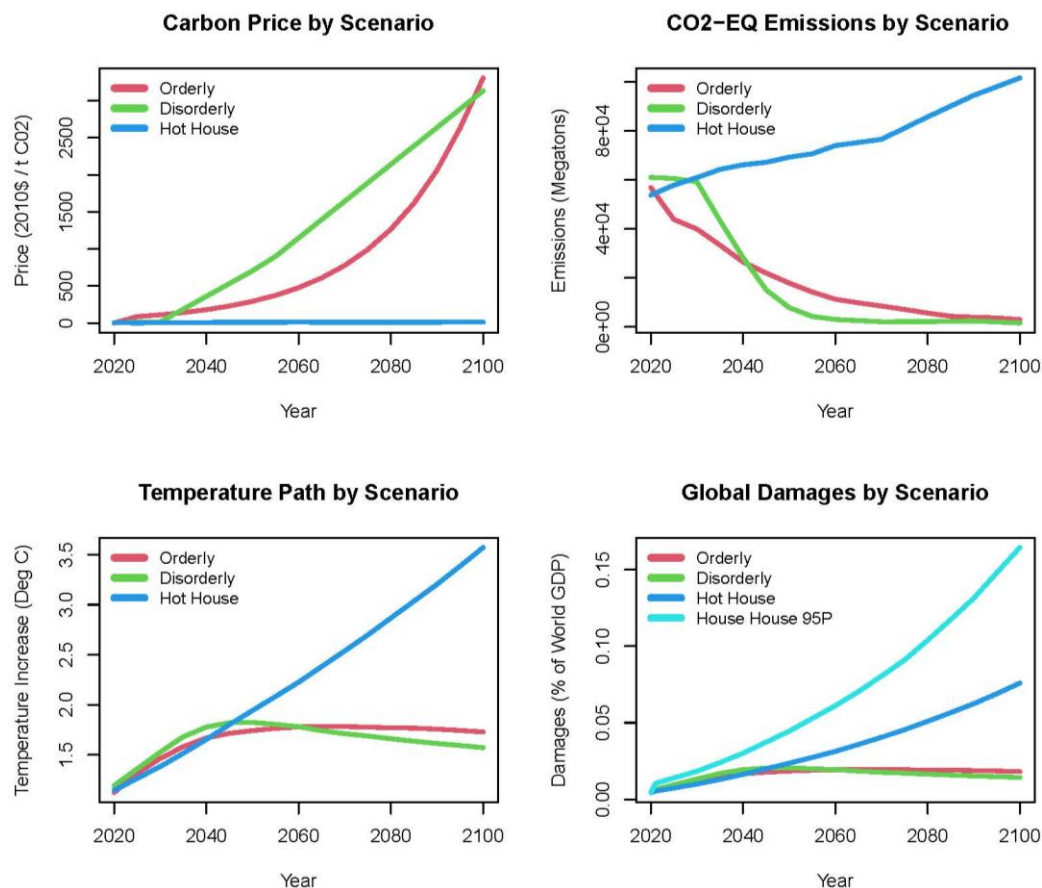 Carbon Price by Scenario
Price (2010$ / t C02)
0
500
1500
2500
Orderly
Disorderly
Hot House
2020
2040
2060
2080
2100
Year
CO2−EQ Emissions by Scenario
Emissions (Megatons)
0e+00
4e+04
8e+04
Orderly
Disorderly
Hot House
2020
2040
2060
2080
2100
Year
Temperature Path by Scenario
Temperature Increase (Deg C)
1.5
2.0
2.5
3.0
3.5
Orderly
Disorderly
Hot House
2020
2040
2060
2080
2100
Year
Global Damages by Scenario
Damages (% of World GDP)
0.00
0.05
0.10
0.15
Orderly
Disorderly
Hot House
House House 95P
2020
2040
2060
2080
2100
Year